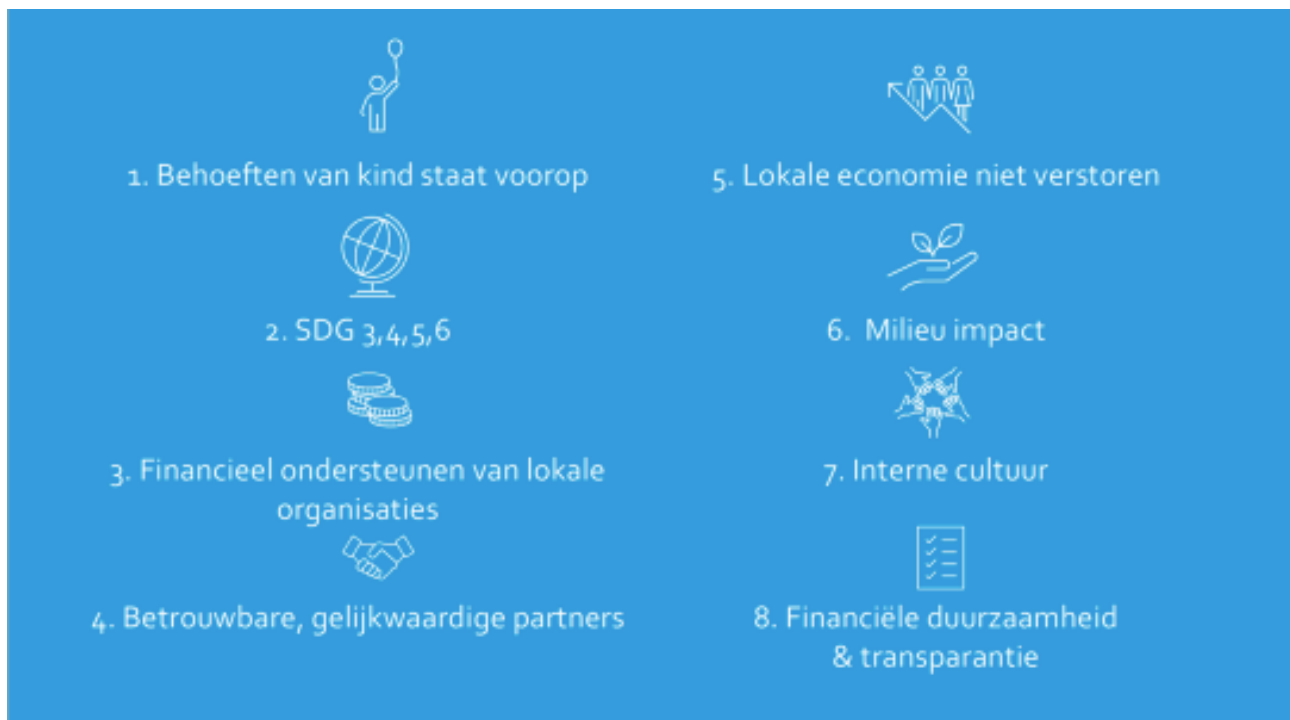 1. Behoeften van kind staat voorop
2. SDG 3,4,5,6
3. Financieel ondersteunen van lokale
organisaties
4. Betrouwbare, gelijkwaardige partners
5. Lokale economie niet verstoren
6. Milieu impact
7. Interne cultuur
8. Financiële duurzaamheid
& transparantie